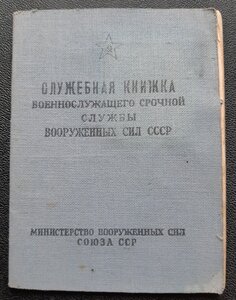 СЛУЖЕБНАЯ КНИЖКА
ВОЕННОСЛУЖАЩЕГО СРОЧНОЙ
СЛУЖБЫ
ВООРУЖЕННЫХ СИЛ СССР
МИНИСТЕРСТВО ВООРУЖЕННЫХ СИЛ
СОЮЗА ССР